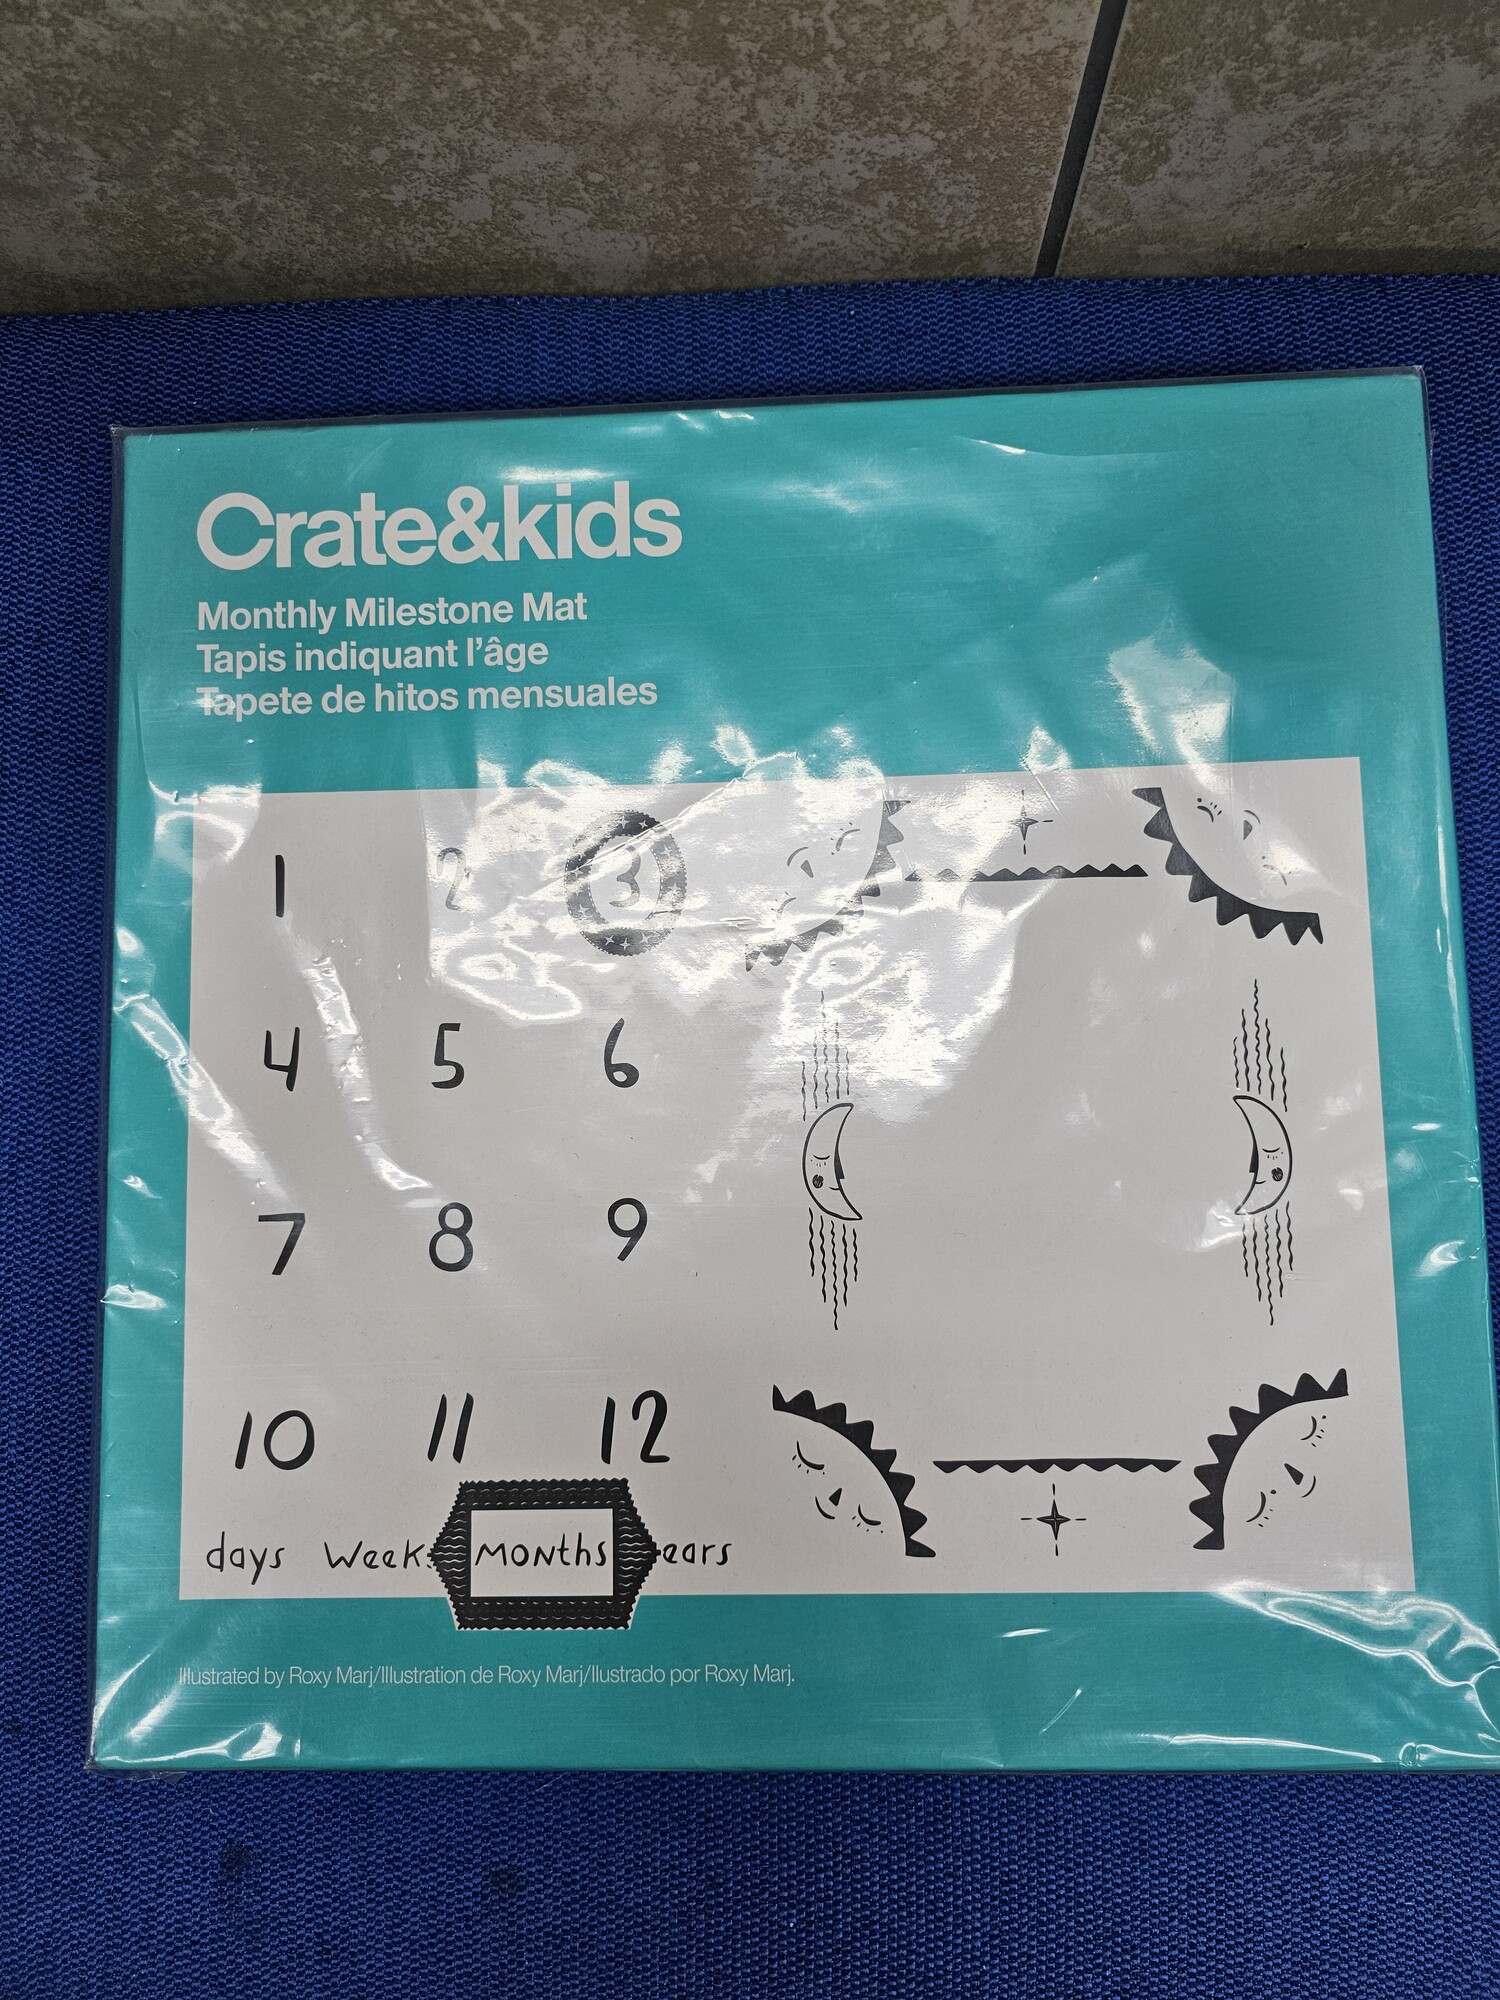 Crate&kids
Monthly Milestone Mat
Tapis indiquant l'âge
Tapete de hitos mensuales
1 2 3
4 5 6
7 8 9
10 11 12
days Week MONths ears
Illustrated by Roxy Marj/Illustration de Roxy Marj/Ilustrado por Roxy Marj.